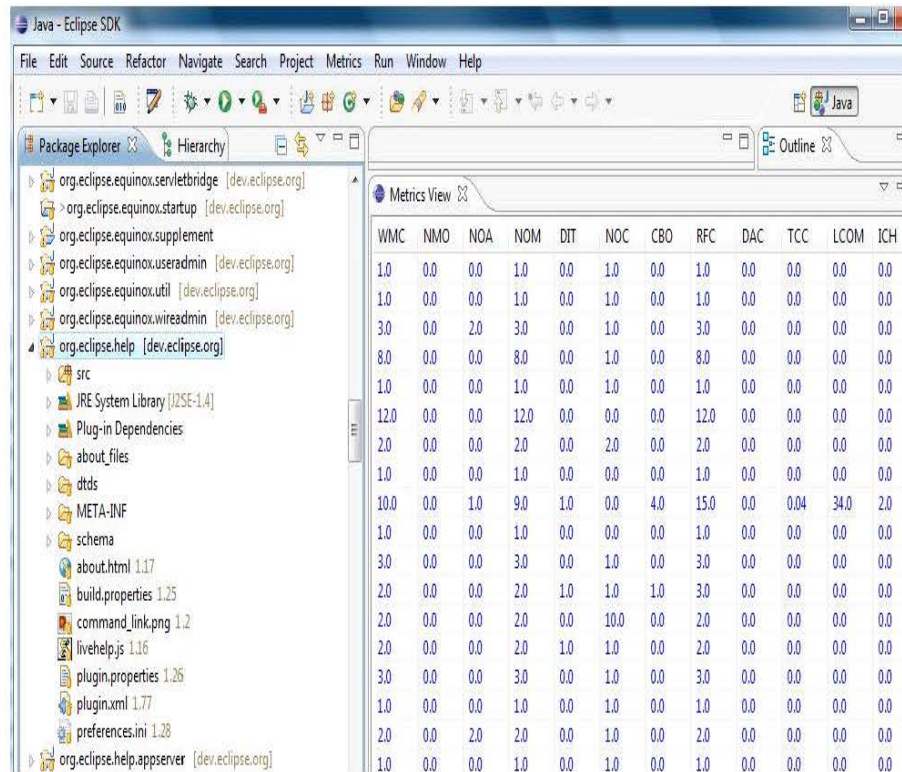 Java - Eclipse SDK
File Edit Source Refactor Navigate Search Project Metrics Run Window Help
Java
Package Explorer Hierarchy
org.eclipse.equinox.servletbridge [dev.eclipse.org]
>org.eclipse.equinox.startup [dev.eclipse.org]
org.eclipse.equinox.supplement
org.eclipse.equinox.useradmin [dev.eclipse.org]
org.eclipse.equinox.util [dev.eclipse.org]
org.eclipse.equinox.wireadmin [dev.eclipse.org]
org.eclipse.help [dev.eclipse.org]
src
JRE System Library [J2SE-1.4]
Plug-in Dependencies
about_files
dtds
META-INF
schema
about.html 1.17
build.properties 1.25
command_link.png 1.2
livehelp.js 1.16
plugin.properties 1.26
plugin.xml 1.77
preferences.ini 1.28
org.eclipse.help.appserver [dev.eclipse.org]
Outline
Metrics View
WMC NMO NOA NOM DIT NOC CBO RFC DAC TCC LCOM ICH
1.0 0.0 0.0 1.0 0.0 1.0 0.0 1.0 0.0 0.0 0.0 0.0
1.0 0.0 0.0 1.0 0.0 1.0 0.0 1.0 0.0 0.0 0.0 0.0
3.0 0.0 2.0 3.0 0.0 1.0 0.0 3.0 0.0 0.0 0.0 0.0
8.0 0.0 0.0 8.0 0.0 1.0 0.0 8.0 0.0 0.0 0.0 0.0
1.0 0.0 0.0 1.0 0.0 1.0 0.0 1.0 0.0 0.0 0.0 0.0
12.0 0.0 0.0 12.0 0.0 0.0 0.0 12.0 0.0 0.0 0.0 0.0
2.0 0.0 0.0 2.0 0.0 2.0 0.0 2.0 0.0 0.0 0.0 0.0
1.0 0.0 0.0 1.0 0.0 0.0 0.0 1.0 0.0 0.0 0.0 0.0
10.0 0.0 1.0 9.0 1.0 0.0 4.0 15.0 0.0 0.04 34.0 2.0
1.0 0.0 0.0 1.0 0.0 0.0 0.0 1.0 0.0 0.0 0.0 0.0
3.0 0.0 0.0 3.0 0.0 1.0 0.0 3.0 0.0 0.0 0.0 0.0
2.0 0.0 0.0 2.0 1.0 1.0 1.0 3.0 0.0 0.0 0.0 0.0
2.0 0.0 0.0 2.0 0.0 10.0 0.0 2.0 0.0 0.0 0.0 0.0
2.0 0.0 0.0 2.0 1.0 1.0 0.0 2.0 0.0 0.0 0.0 0.0
3.0 0.0 0.0 3.0 0.0 1.0 0.0 3.0 0.0 0.0 0.0 0.0
1.0 0.0 0.0 1.0 0.0 1.0 0.0 1.0 0.0 0.0 0.0 0.0
2.0 0.0 2.0 2.0 0.0 1.0 0.0 2.0 0.0 0.0 0.0 0.0
1.0 0.0 0.0 1.0 0.0 1.0 0.0 1.0 0.0 0.0 0.0 0.0